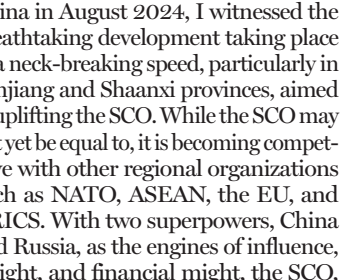 ina in August 2024, I witnessed the
eathtaking development taking place
a neck-breaking speed, particularly in
njiang and Shaanxi provinces, aimed
uplifting the SCO. While the SCO may
t yet be equal to, it is becoming compet-
ve with other regional organizations
ch as NATO, ASEAN, the EU, and
RICS. With two superpowers, China
d Russia, as the engines of influence,
ight, and financial might, the SCO,